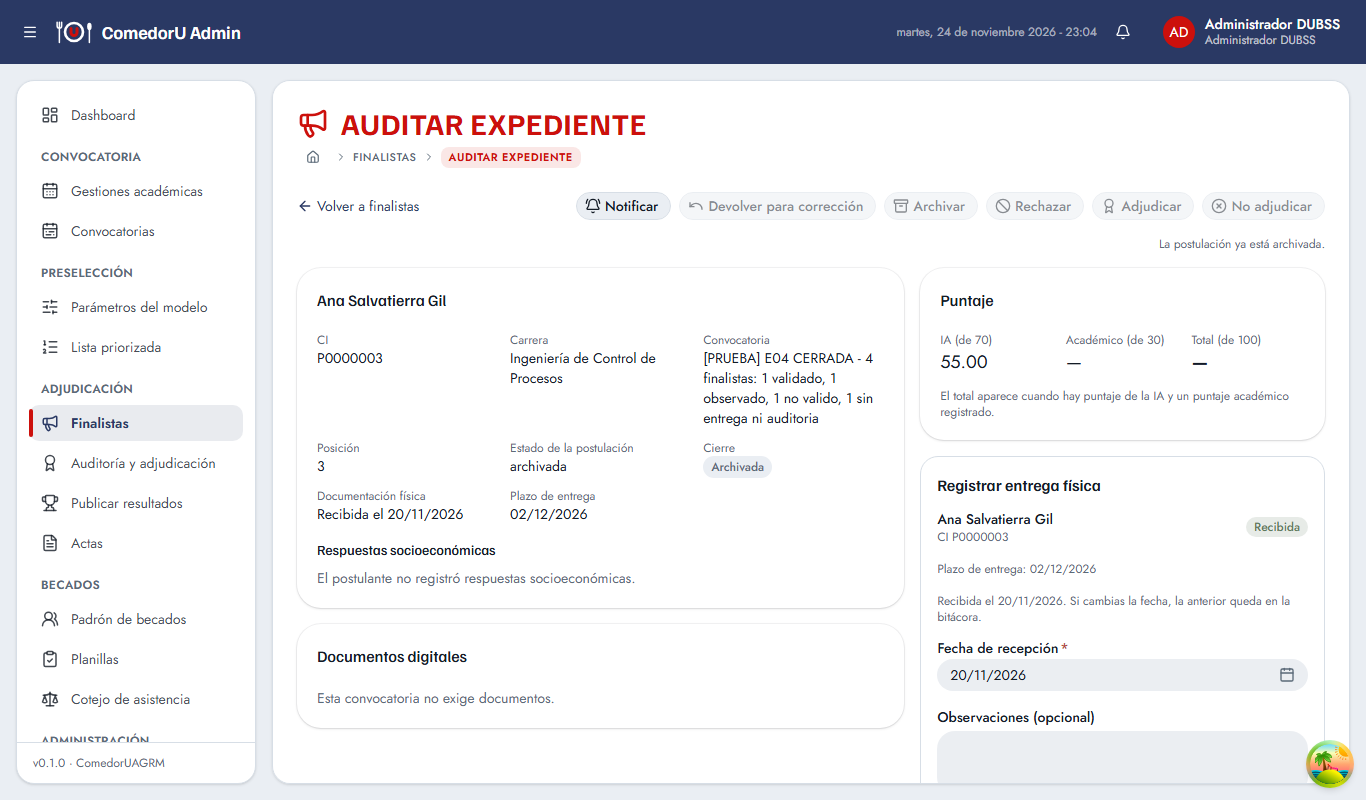 ComedorU Admin
martes, 24 de noviembre 2026 - 23:04
AD
Administrador DUBSS
Administrador DUBSS
Dashboard
CONVOCATORIA
Gestiones académicas
Convocatorias
PRESELECCIÓN
Parámetros del modelo
Lista priorizada
ADJUDICACIÓN
Finalistas
Auditoría y adjudicación
Publicar resultados
Actas
BECADOS
Padrón de becados
Planillas
Cotejo de asistencia
ADMINISTRACIÓN
v0.1.0 · ComedorUAGRM
AUDITAR EXPEDIENTE
FINALISTAS
AUDITAR EXPEDIENTE
Volver a finalistas
Notificar
Devolver para corrección
Archivar
Rechazar
Adjudicar
No adjudicar
La postulación ya está archivada.
Ana Salvatierra Gil
CI
P0000003
Carrera
Ingeniería de Control de
Procesos
Convocatoria
[PRUEBA] E04 CERRADA - 4
finalistas: 1 validado, 1
observado, 1 no valido, 1 sin
entrega ni auditoria
Posición
3
Estado de la postulación
archivada
Cierre
Archivada
Documentación física
Recibida el 20/11/2026
Plazo de entrega
02/12/2026
Respuestas socioeconómicas
El postulante no registró respuestas socioeconómicas.
Documentos digitales
Esta convocatoria no exige documentos.
Puntaje
IA (de 70)
55.00
Académico (de 30)
—
Total (de 100)
—
El total aparece cuando hay puntaje de la IA y un puntaje académico
registrado.
Registrar entrega física
Ana Salvatierra Gil
CI P0000003
Recibida
Plazo de entrega: 02/12/2026
Recibida el 20/11/2026. Si cambias la fecha, la anterior queda en la
bitácora.
Fecha de recepción *
20/11/2026
Observaciones (opcional)